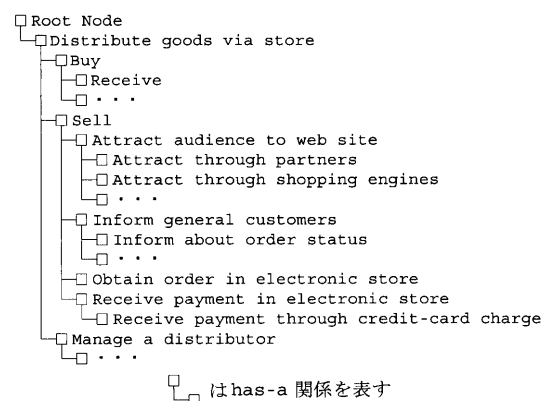 Root Node
Distribute goods via store
Buy
Receive
・・・
Sell
Attract audience to web site
Attract through partners
Attract through shopping engines
・・・
Inform general customers
Inform about order status
・・・
Obtain order in electronic store
Receive payment in electronic store
Receive payment through credit-card charge
Manage a distributor
・・・
はhas-a 関係を表す